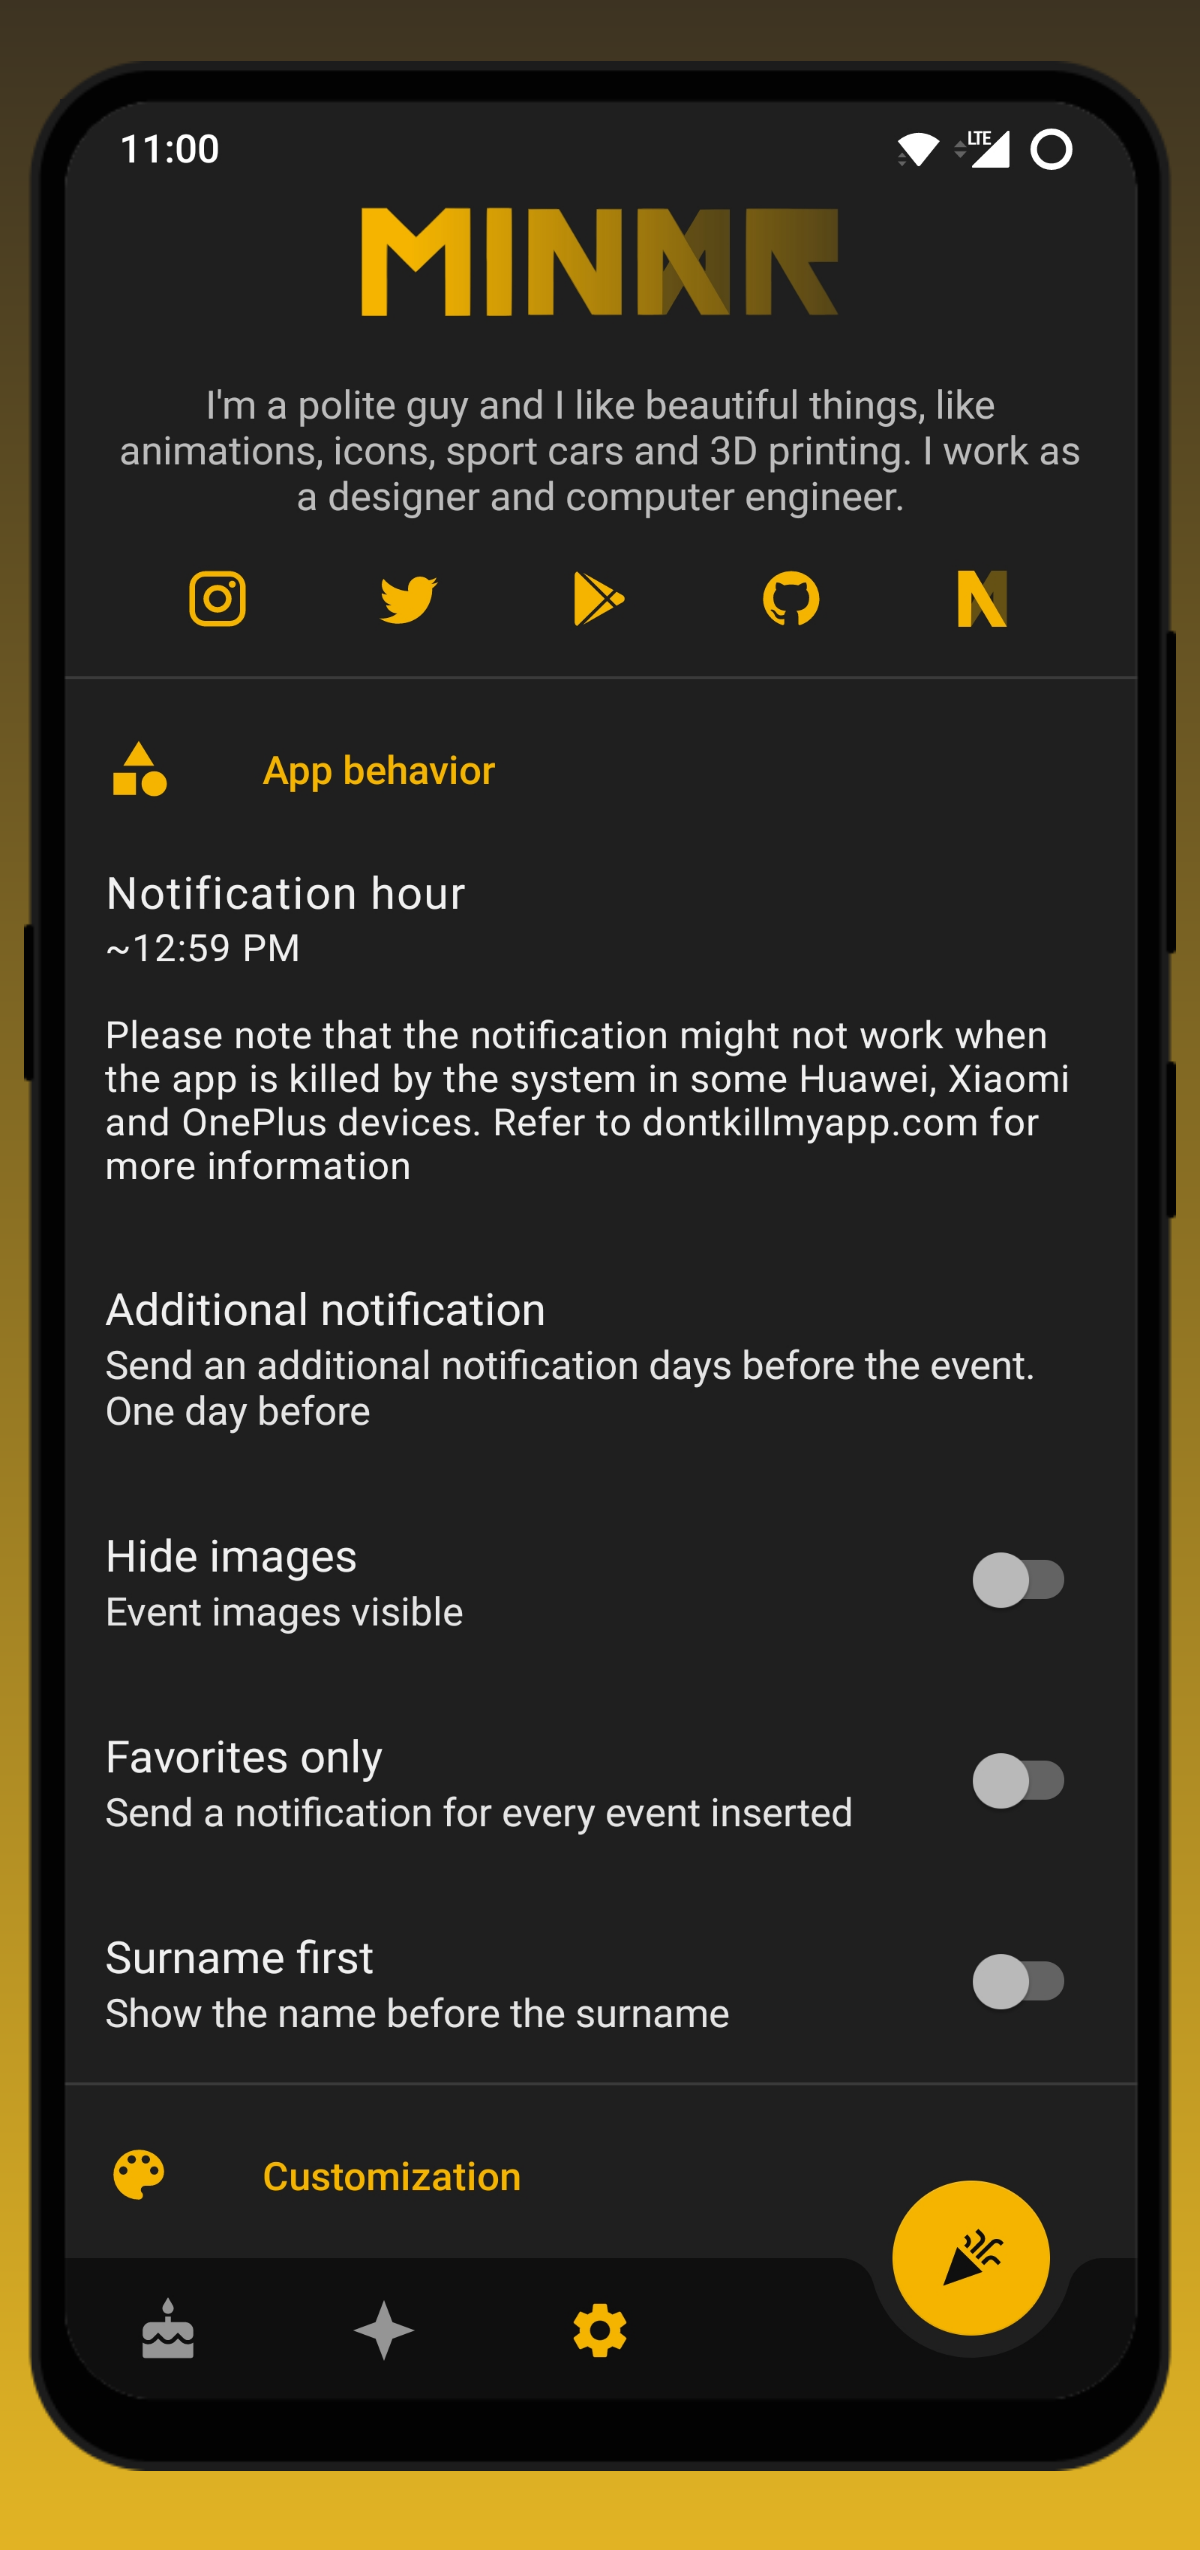 11:00
LTE
MINAR
I'm a polite guy and I like beautiful things, like
animations, icons, sport cars and 3D printing. I work as
a designer and computer engineer.
App behavior
Notification hour
~12:59 PM
Please note that the notification might not work when
the app is killed by the system in some Huawei, Xiaomi
and OnePlus devices. Refer to dontkillmyapp.com for
more information
Additional notification
Send an additional notification days before the event.
One day before
Hide images
Event images visible
Favorites only
Send a notification for every event inserted
Surname first
Show the name before the surname
Customization